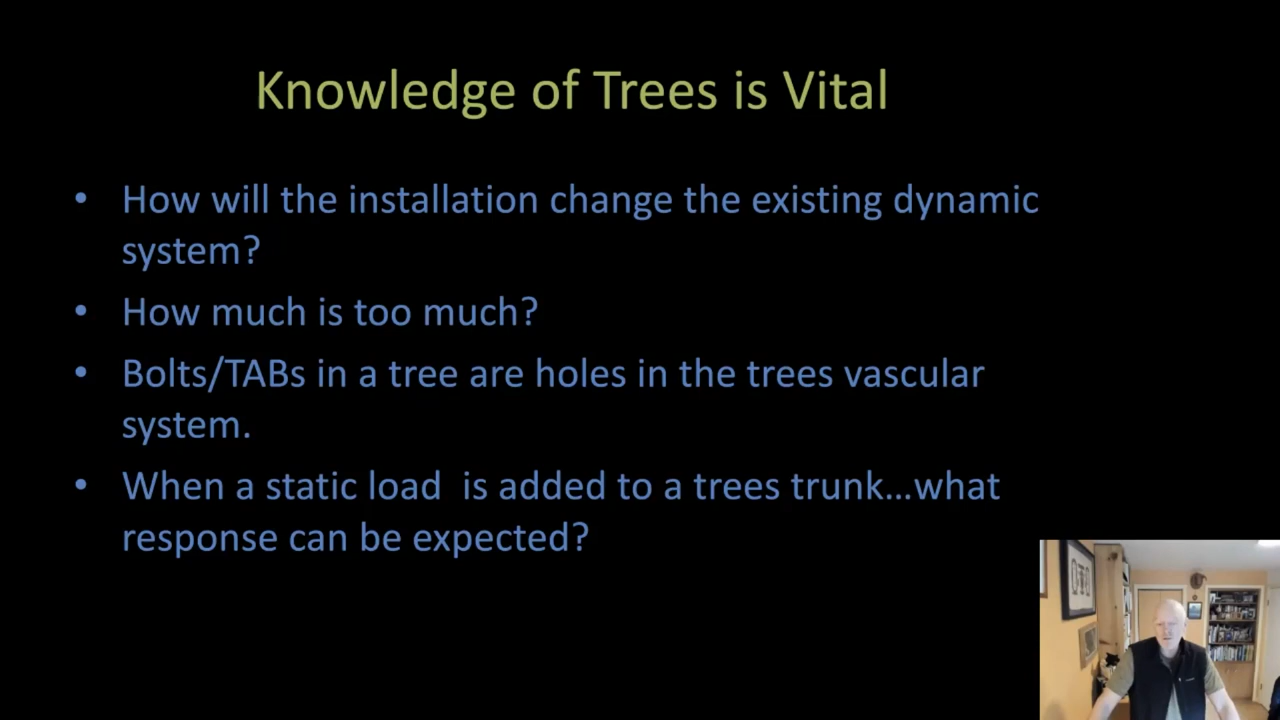 Knowledge of Trees is Vital
• How will the installation change the existing dynamic
system?
• How much is too much?
• Bolts/TABs in a tree are holes in the trees vascular
system.
• When a static load  is added to a trees trunk...what
response can be expected?